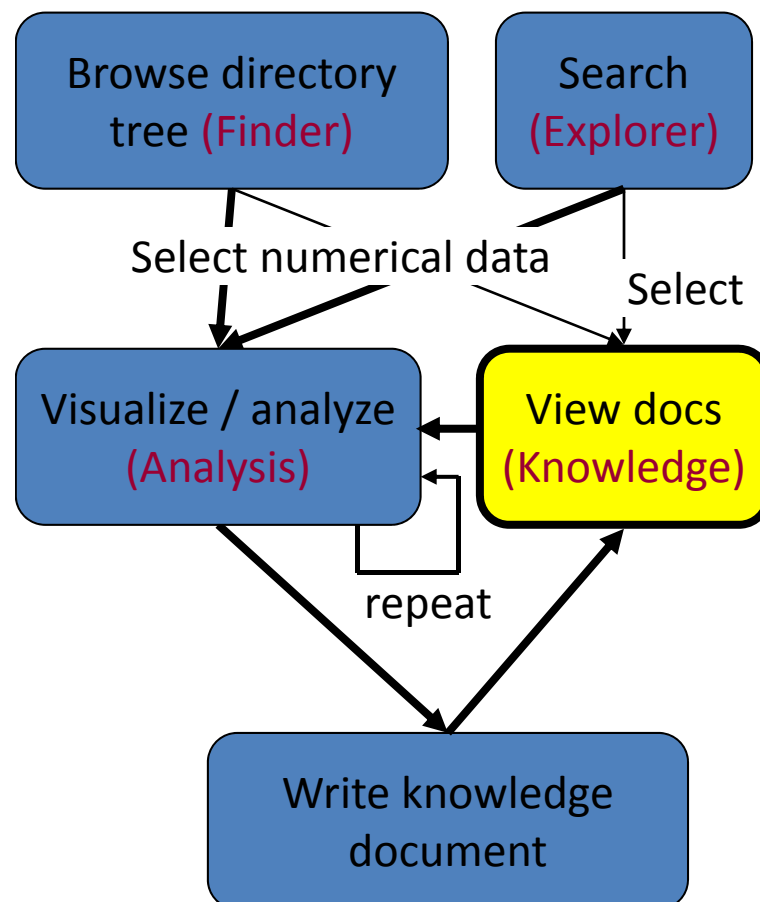 Browse directory
tree (Finder)
Search
(Explorer)
Select numerical data
Select
Visualize / analyze
(Analysis)
View docs
(Knowledge)
repeat
Write knowledge
document